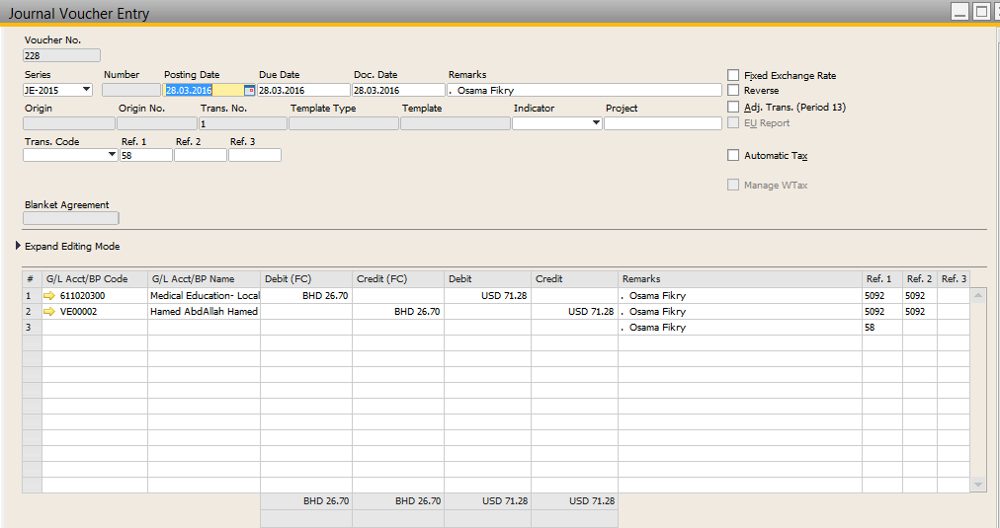 Journal Voucher Entry
Voucher No.
228
Series Number Posting Date Due Date Doc. Date Remarks
JE-2015 28.03.2016 28.03.2016 28.03.2016 . Osama Fikry
Fixed Exchange Rate
Reverse
Origin Origin No. Trans. No. Template Type Template Indicator Project
1
Adj. Trans. (Period 13)
EU Report
Trans. Code Ref. 1 Ref. 2 Ref. 3
58
Automatic Tax
Manage WTax
Blanket Agreement
Expand Editing Mode
# G/L Acct/BP Code G/L Acct/BP Name Debit (FC) Credit (FC) Debit Credit Remarks Ref. 1 Ref. 2 Ref. 3
1 611020300 Medical Education- Local BHD 26.70 USD 71.28 . Osama Fikry 5092 5092
2 VE00002 Hamed AbdAllah Hamed BHD 26.70 USD 71.28 . Osama Fikry 5092 5092
3 . Osama Fikry 58
BHD 26.70 BHD 26.70 USD 71.28 USD 71.28